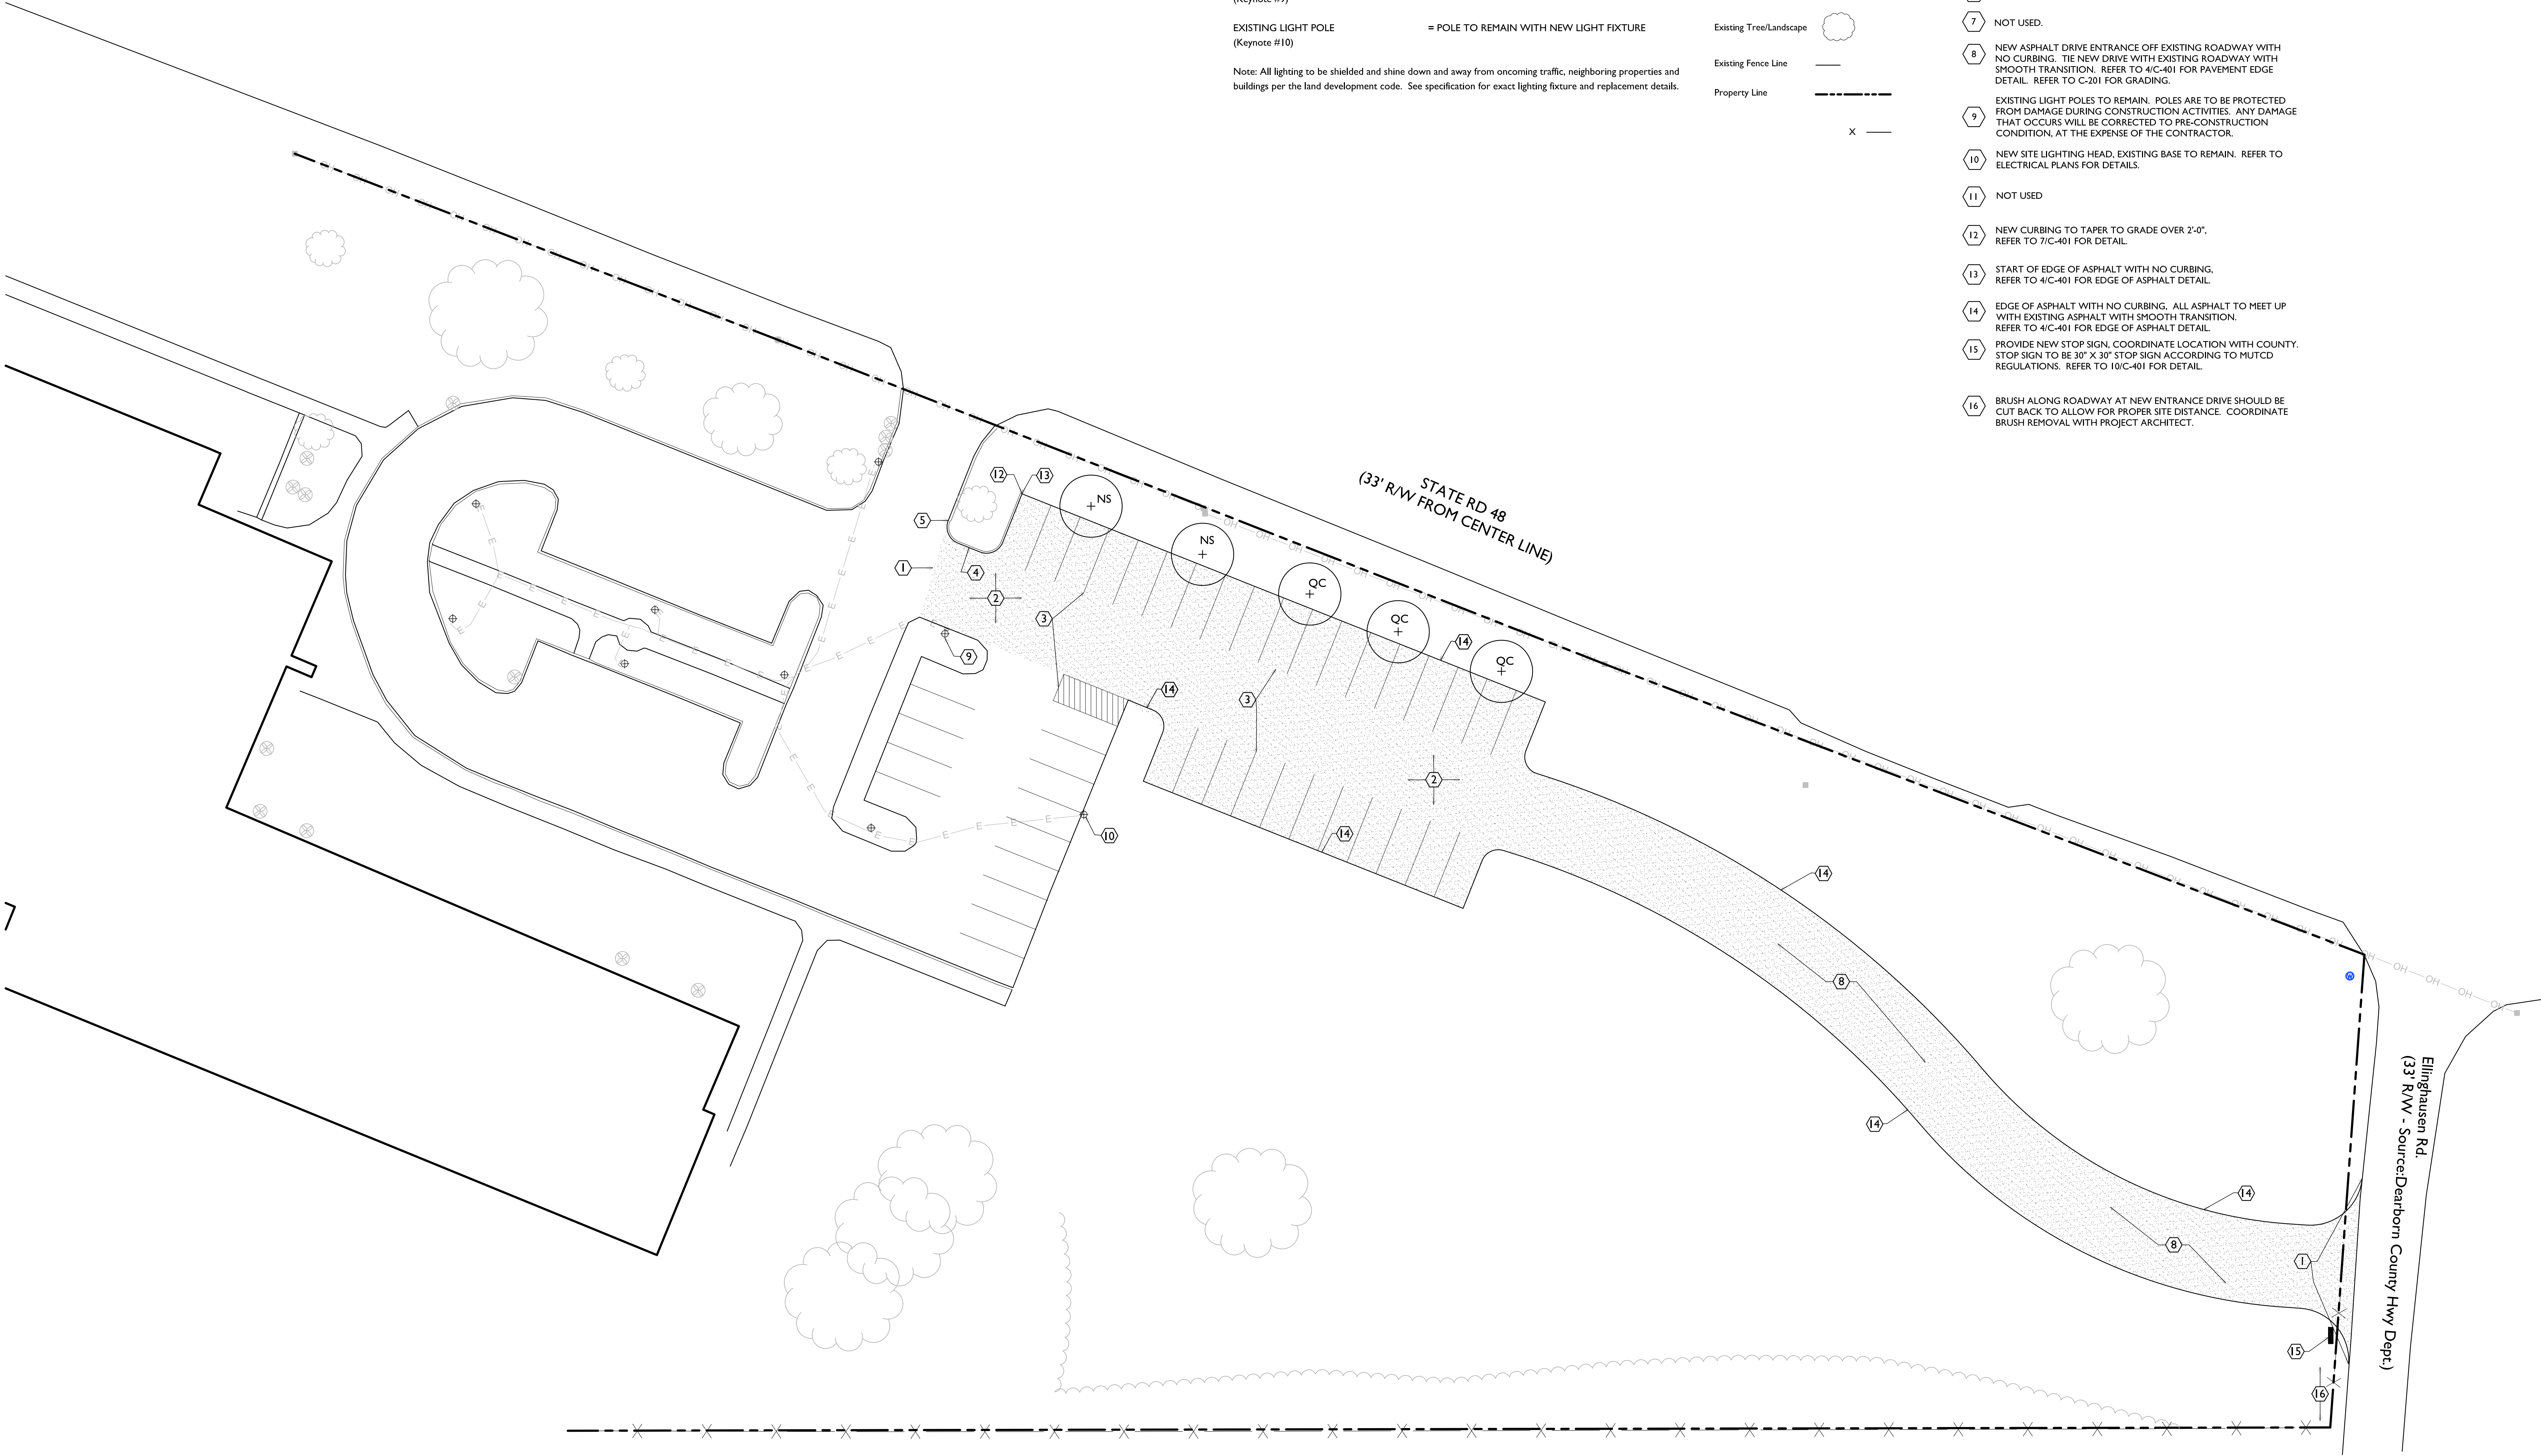 (Keynote #9)
EXISTING LIGHT POLE = POLE TO REMAIN WITH NEW LIGHT FIXTURE
(Keynote #10)
Note: All lighting to be shielded and shine down and away from oncoming traffic, neighboring properties and
buildings per the land development code. See specification for exact lighting fixture and replacement details.
Existing Tree/Landscape
Existing Fence Line
Property Line
X
7 NOT USED.
8 NEW ASPHALT DRIVE ENTRANCE OFF EXISTING ROADWAY WITH
NO CURBING. TIE NEW DRIVE WITH EXISTING ROADWAY WITH
SMOOTH TRANSITION. REFER TO 4/C-401 FOR PAVEMENT EDGE
DETAIL. REFER TO C-201 FOR GRADING.
9 EXISTING LIGHT POLES TO REMAIN. POLES ARE TO BE PROTECTED
FROM DAMAGE DURING CONSTRUCTION ACTIVITIES. ANY DAMAGE
THAT OCCURS WILL BE CORRECTED TO PRE-CONSTRUCTION
CONDITION, AT THE EXPENSE OF THE CONTRACTOR.
10 NEW SITE LIGHTING HEAD, EXISTING BASE TO REMAIN. REFER TO
ELECTRICAL PLANS FOR DETAILS.
11 NOT USED
12 NEW CURBING TO TAPER TO GRADE OVER 2'-0",
REFER TO 7/C-401 FOR DETAIL.
13 START OF EDGE OF ASPHALT WITH NO CURBING,
REFER TO 4/C-401 FOR EDGE OF ASPHALT DETAIL.
14 EDGE OF ASPHALT WITH NO CURBING, ALL ASPHALT TO MEET UP
WITH EXISTING ASPHALT WITH SMOOTH TRANSITION.
REFER TO 4/C-401 FOR EDGE OF ASPHALT DETAIL.
15 PROVIDE NEW STOP SIGN, COORDINATE LOCATION WITH COUNTY.
STOP SIGN TO BE 30" X 30" STOP SIGN ACCORDING TO MUTCD
REGULATIONS. REFER TO 10/C-401 FOR DETAIL.
16 BRUSH ALONG ROADWAY AT NEW ENTRANCE DRIVE SHOULD BE
CUT BACK TO ALLOW FOR PROPER SITE DISTANCE. COORDINATE
BRUSH REMOVAL WITH PROJECT ARCHITECT.
STATE RD 48
(33' R/W FROM CENTER LINE)
12
13
NS
5
NS
1
4
2
QC
3
QC
14
9
QC
14
3
2
14
10
14
8
14
14
8
1
15
16
Ellinghausen Rd.
(33' R/W - Source:Dearborn County Hwy Dept.)